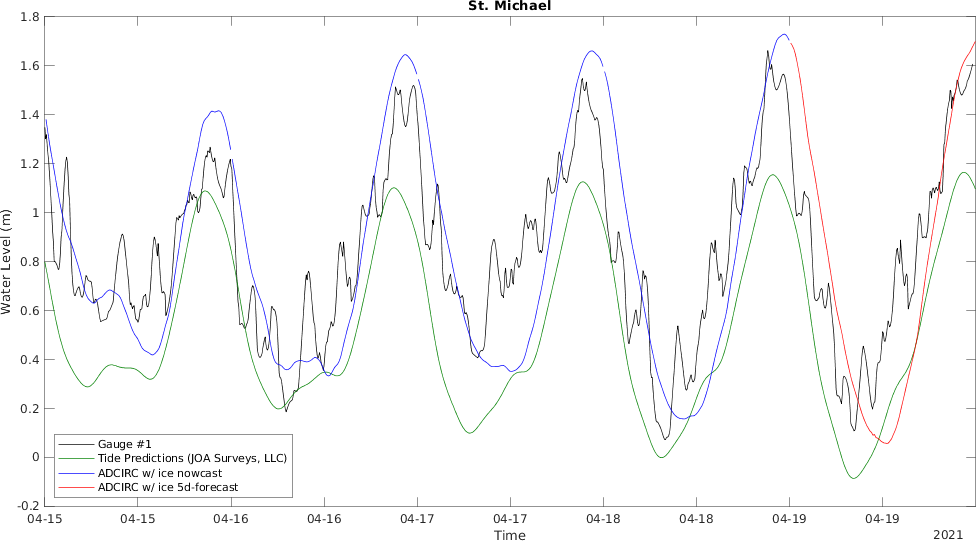 St. Michael
1.8
1.6
1.4
1.2
1
0.8
0.6
0.4
0.2
0
-0.2
Water Level (m)
Gauge #1
Tide Predictions (JOA Surveys, LLC)
ADCIRC w/ ice nowcast
ADCIRC w/ ice 5d-forecast
04-15 04-15 04-16 04-16 04-17 04-17 04-18 04-18 04-19 04-19
Time
2021